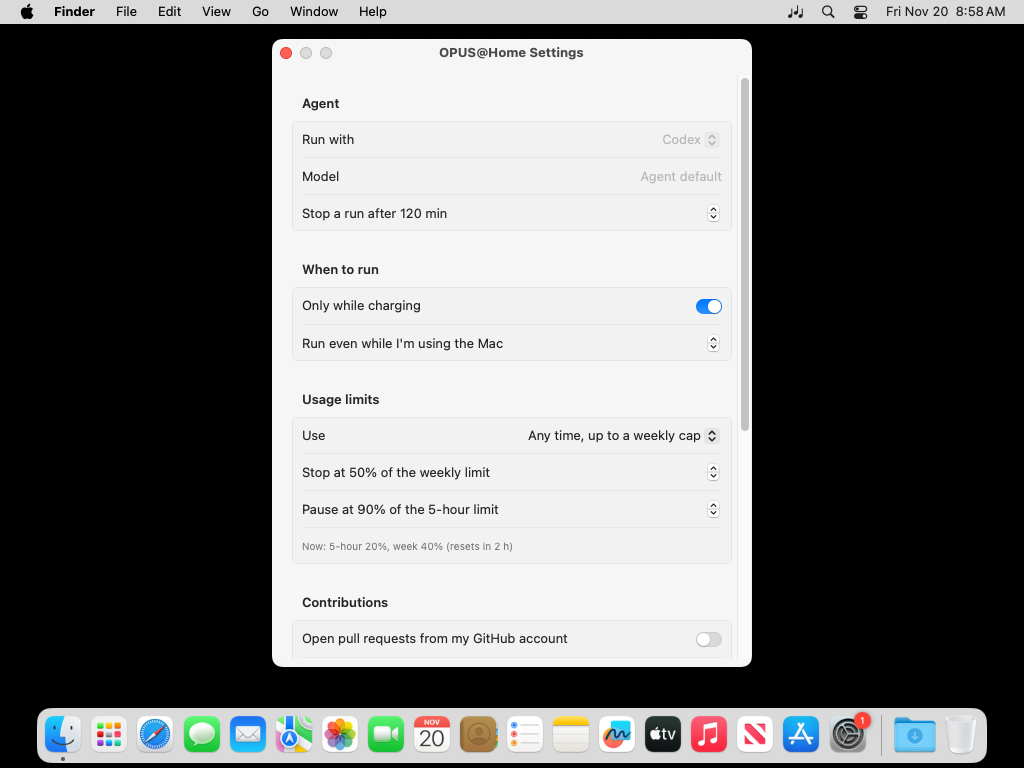 Finder File Edit View Go Window Help Fri Nov 20 8:58 AM
OPUS@Home Settings
Agent
Run with Codex
Model Agent default
Stop a run after 120 min
When to run
Only while charging
Run even while I'm using the Mac
Usage limits
Use Any time, up to a weekly cap
Stop at 50% of the weekly limit
Pause at 90% of the 5-hour limit
Now: 5-hour 20%, week 40% (resets in 2 h)
Contributions
Open pull requests from my GitHub account
NOV
20
tv
1